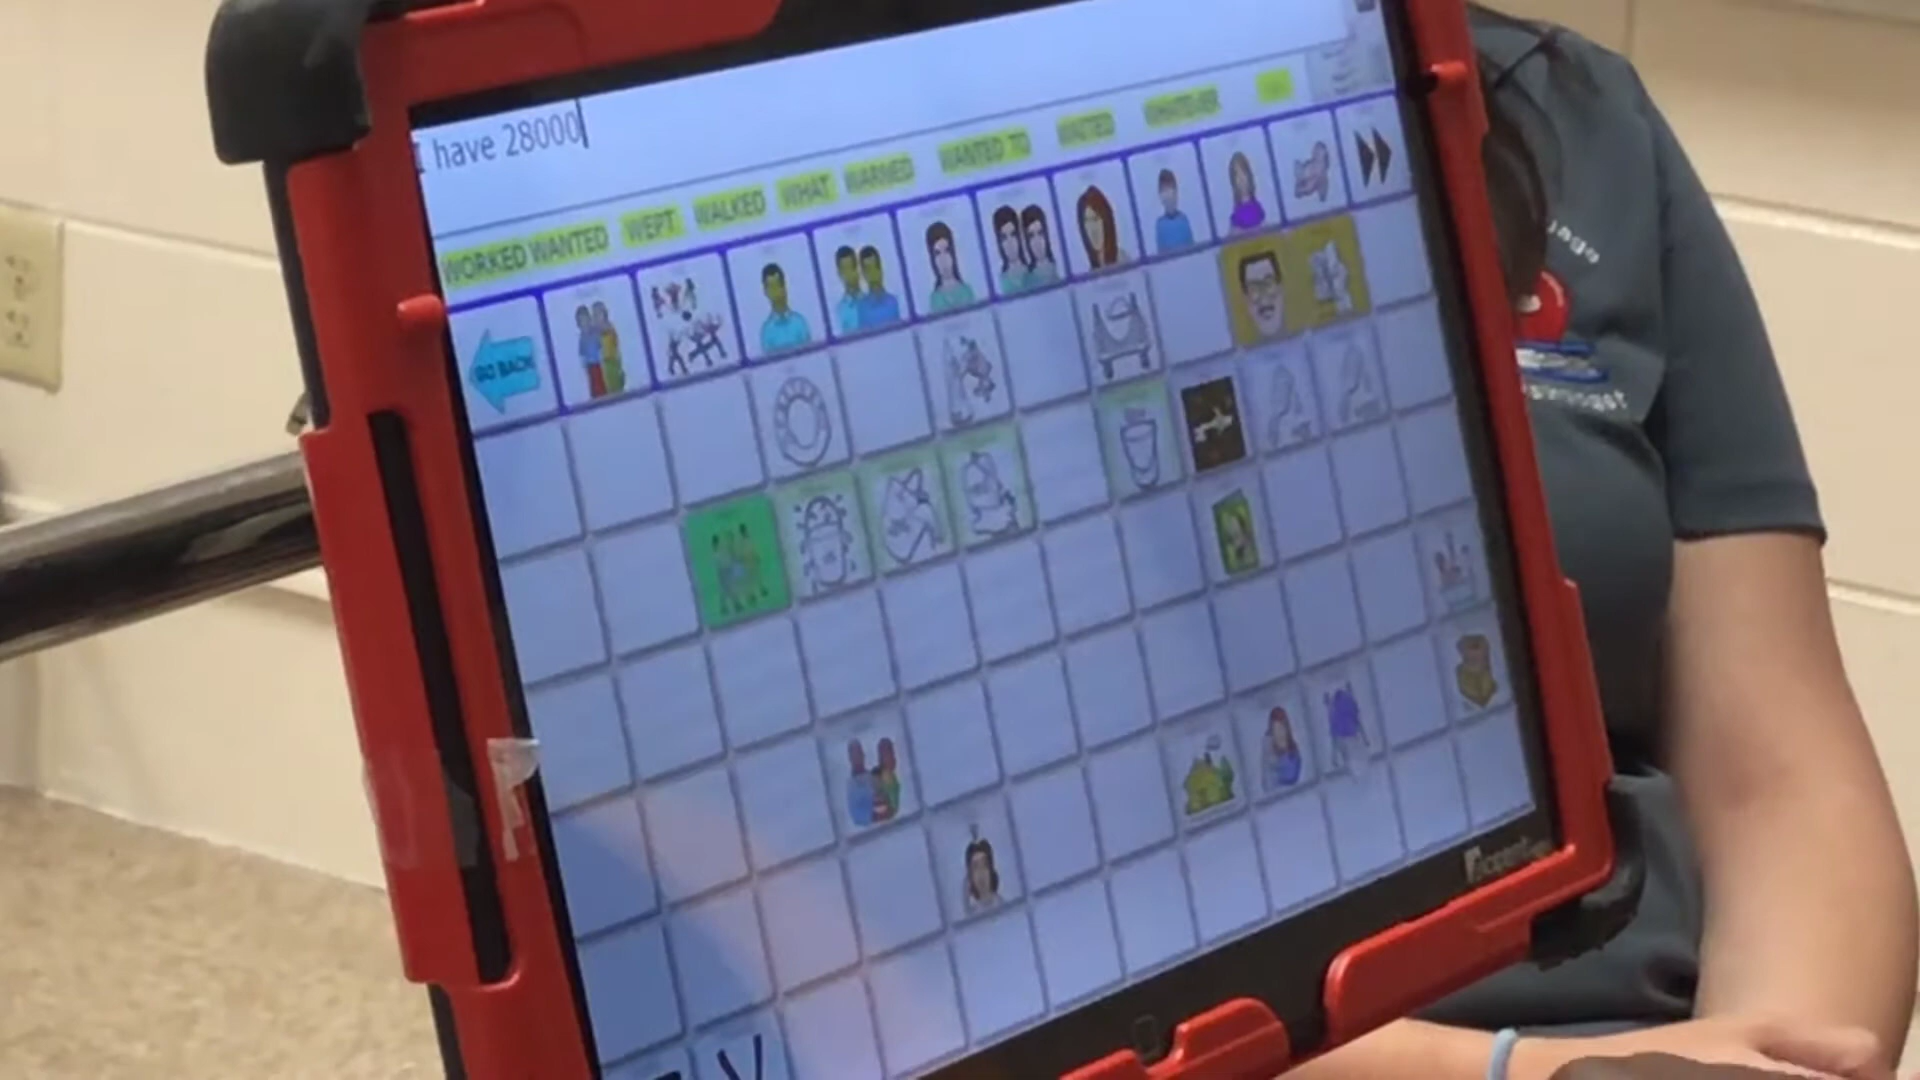 I have 28000
WORKED WANTED WEPT WALKED WHAT WARNED WANTED TO WAITED WHATEVER
GO BACK